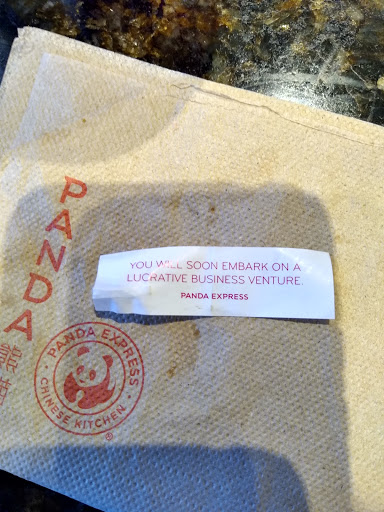 PANDA
PANDA EXPRESS
CHINESE KITCHEN
®
YOU WILL SOON EMBARK ON A
LUCRATIVE BUSINESS VENTURE.
PANDA EXPRESS